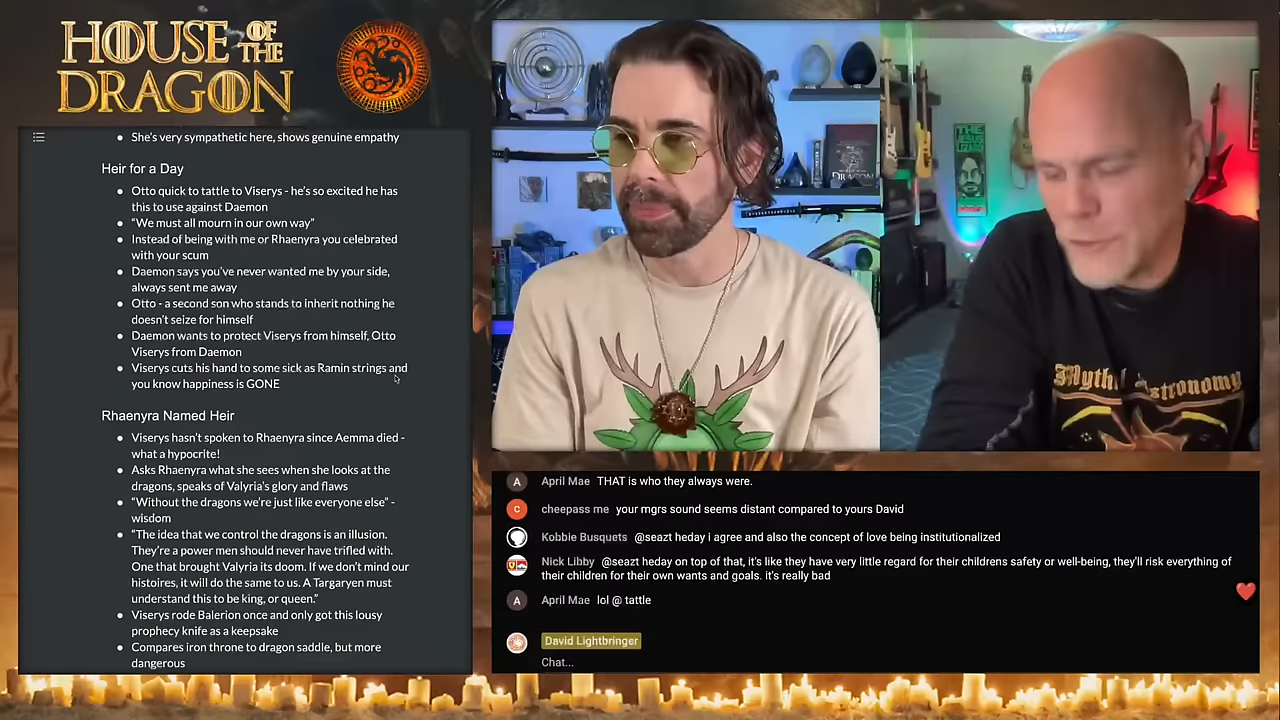 HOUSE OF THE DRAGON
She's very sympathetic here, shows genuine empathy
Heir for a Day
Otto quick to tattle to Viserys - he's so excited he has
this to use against Daemon
“We must all mourn in our own way”
Instead of being with me or Rhaenyra you celebrated
with your scum
Daemon says you've never wanted me by your side,
always sent me away
Otto - a second son who stands to inherit nothing he
doesn't seize for himself
Daemon wants to protect Viserys from himself, Otto
Viserys from Daemon
Viserys cuts his hand to some sick as Ramin strings and
you know happiness is GONE
Rhaenyra Named Heir
Viserys hasn't spoken to Rhaenyra since Aemma died -
what a hypocrite!
Asks Rhaenyra what she sees when she looks at the
dragons, speaks of Valyria's glory and flaws
“Without the dragons we're just like everyone else” -
wisdom
“The idea that we control the dragons is an illusion.
They're a power men should never have trifled with.
One that brought Valyria its doom. If we don't mind our
histoires, it will do the same to us. A Targaryen must
understand this to be king, or queen.”
Viserys rode Balerion once and only got this lousy
prophecy knife as a keepsake
Compares iron throne to dragon saddle, but more
dangerous
THE
DRAGON
A April Mae THAT is who they always were.
C cheepass me your mgrs sound seems distant compared to yours David
Kobbie Busquets @seazt heday i agree and also the concept of love being institutionalized
Nick Libby @seazt heday on top of that, it's like they have very little regard for their childrens safety or well-being, they'll risk everything of
their children for their own wants and goals. it's really bad
A April Mae lol @ tattle
David Lightbringer
Chat...